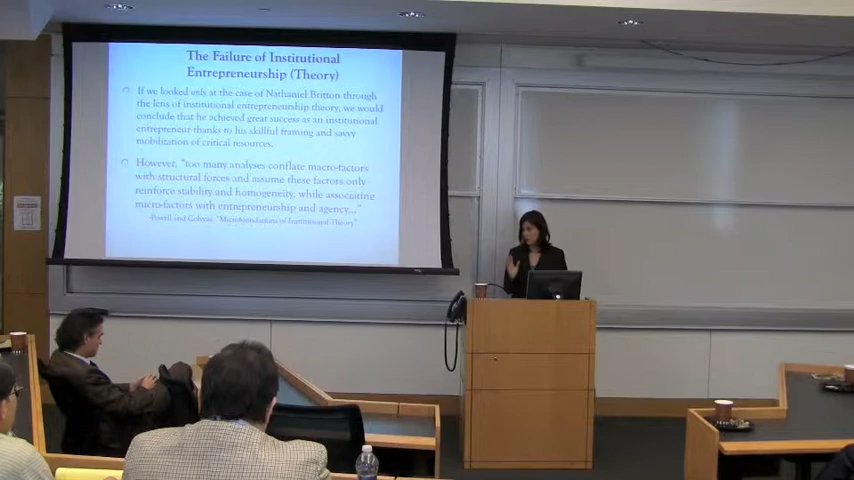 The Failure of Institutional
Entrepreneurship (Theory)
If we looked only at the case of Nathaniel Britton through
the lens of institutional entrepreneurship theory, we would
conclude that he achieved great success as an institutional
entrepreneur thanks to his skillful framing and savvy
mobilization of critical resources.
However, "too many analyses conflate macro-factors
with structural forces and assume these factors only
reinforce stability and homogeneity, while associating
micro-factors with entrepreneurship and agency..."
-Powell and Colyvas, "Microfoundations of Institutional Theory"